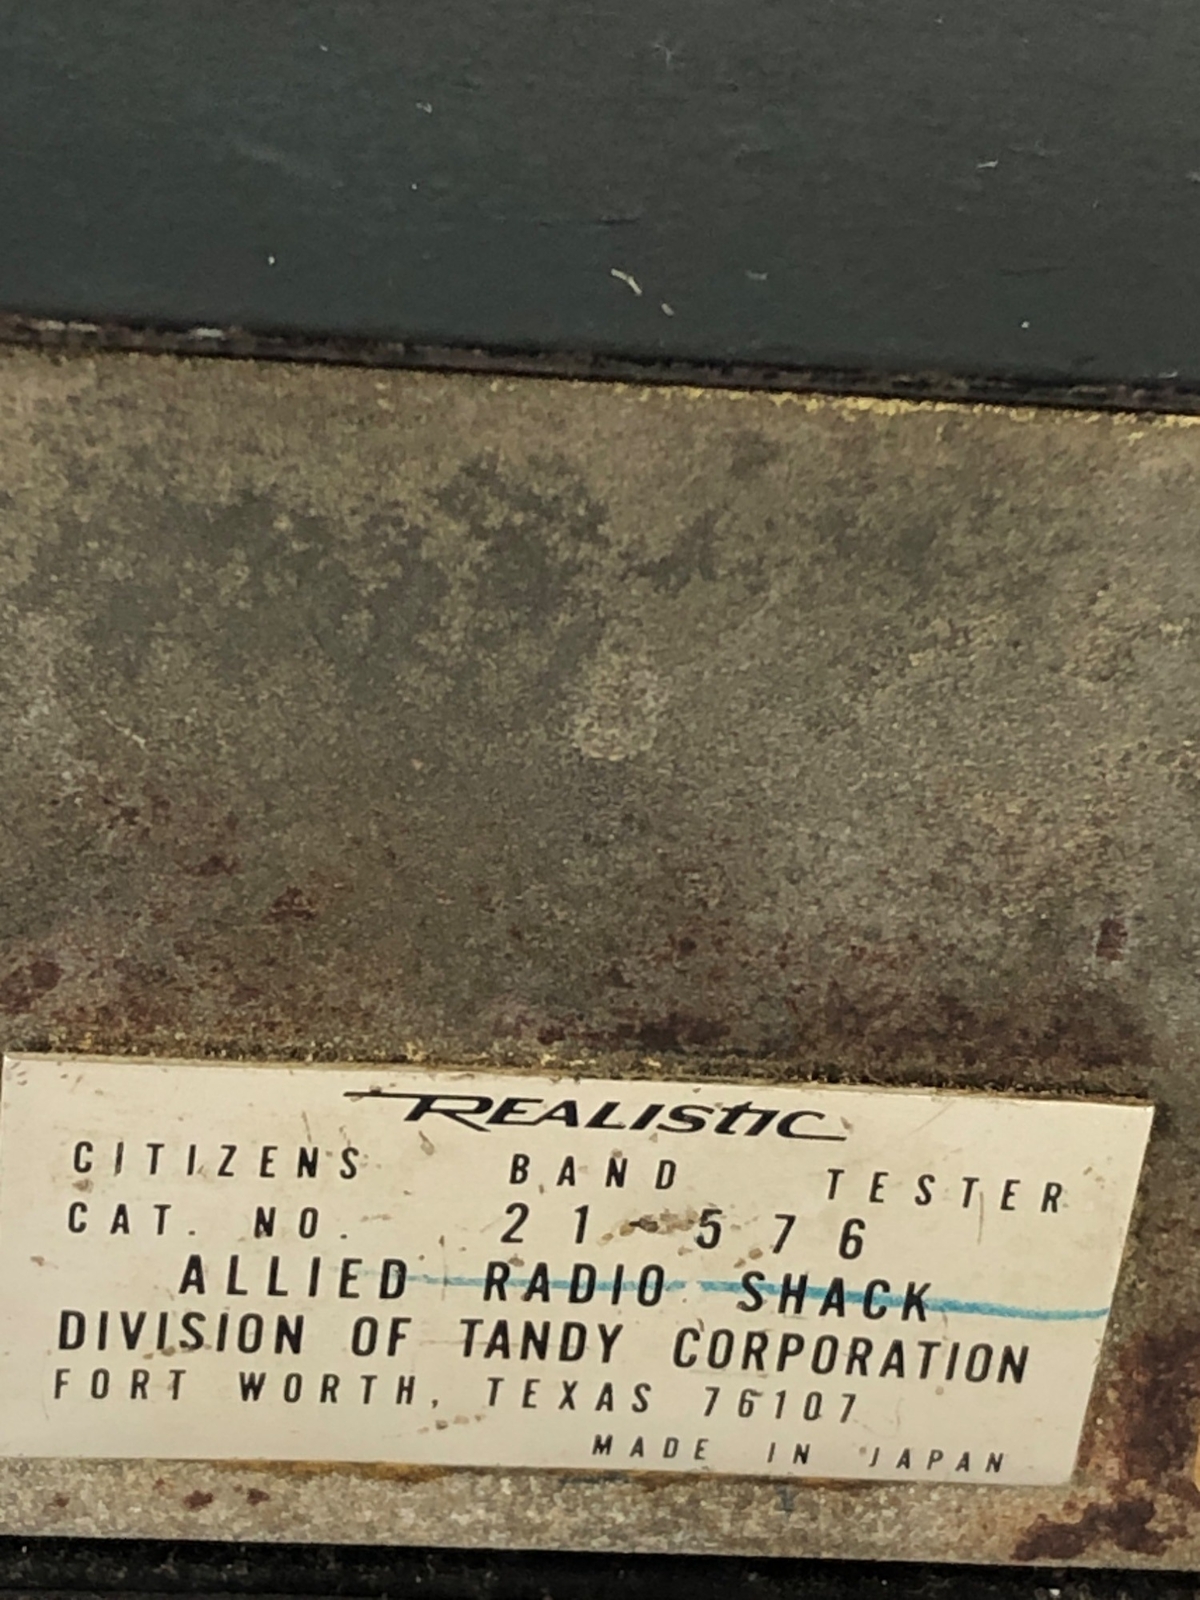 REALISTIC
CITIZENS BAND TESTER
CAT. NO. 21-576
ALLIED RADIO SHACK
DIVISION OF TANDY CORPORATION
FORT WORTH, TEXAS 76107
MADE IN JAPAN